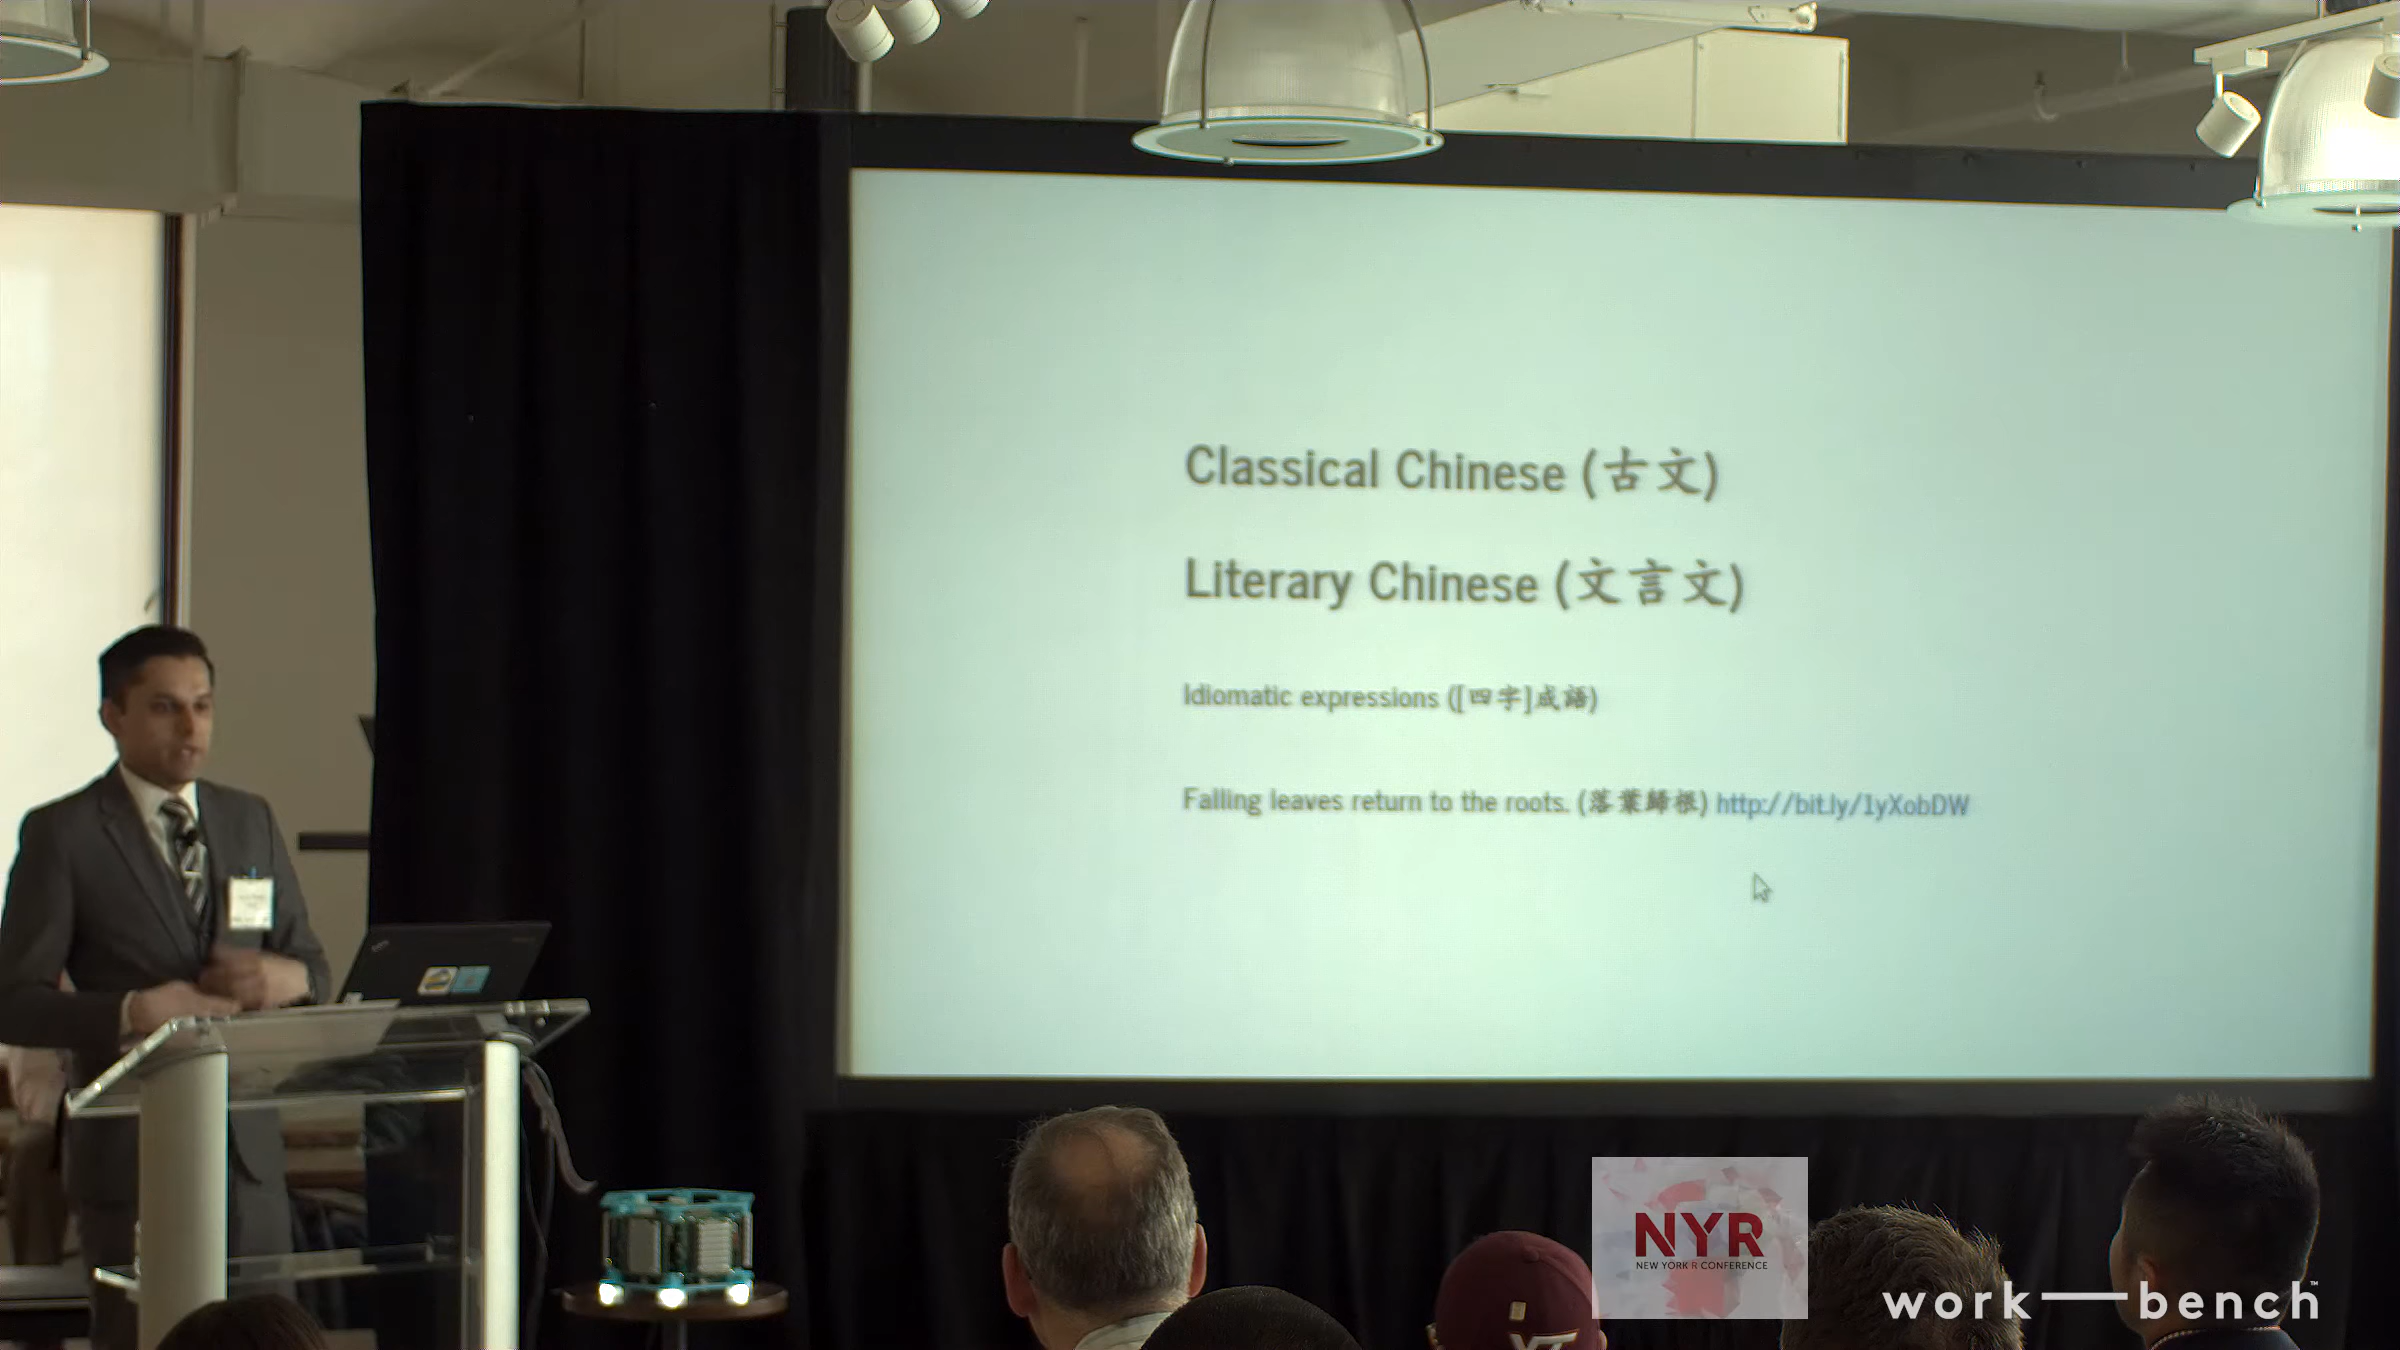 Classical Chinese (古文)
Literary Chinese (文言文)
Idiomatic expressions ([四字]成語)
Falling leaves return to the roots. (落葉歸根) http://bit.ly/1yXobDW
NYR
NEW YORK R CONFERENCE
work—bench™